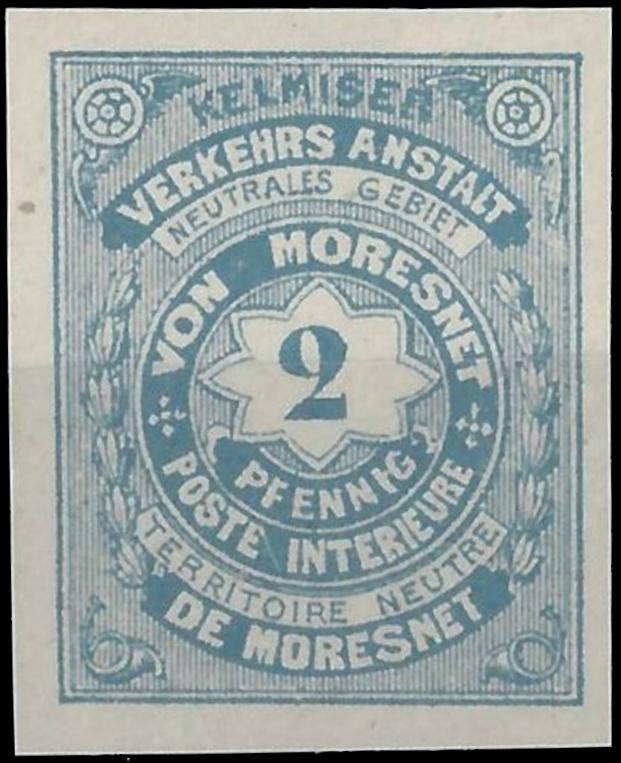 KELMISER
VERKEHRS ANSTALT
NEUTRALES GEBIET
VON MORESNET
2
PFENNIG
POSTE INTERIEURE
TERRITOIRE NEUTRE
DE MORESNET